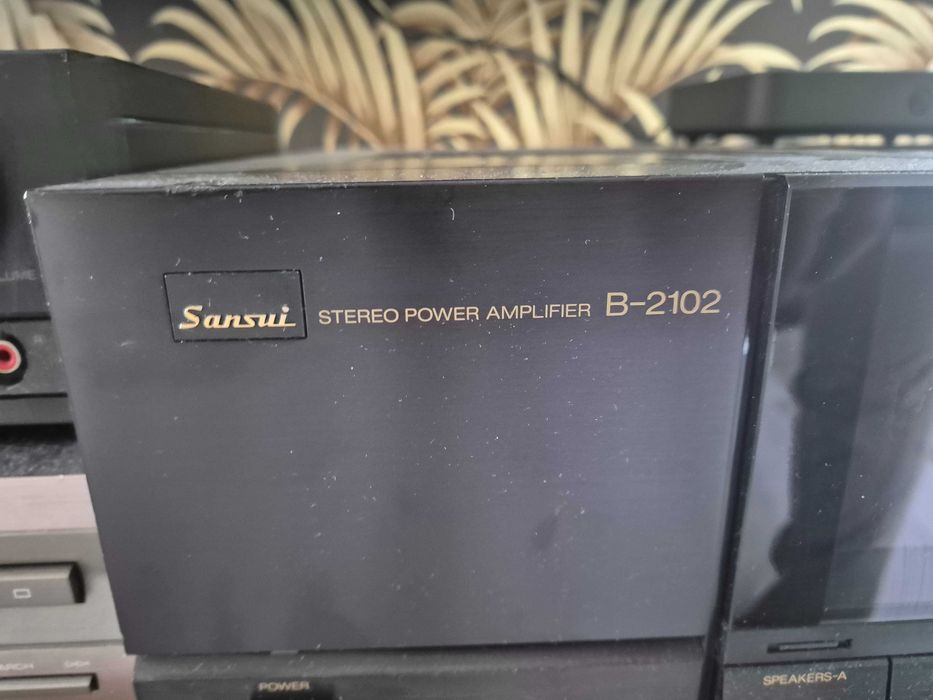 Sansui STEREO POWER AMPLIFIER B-2102
POWER
SPEAKERS-A